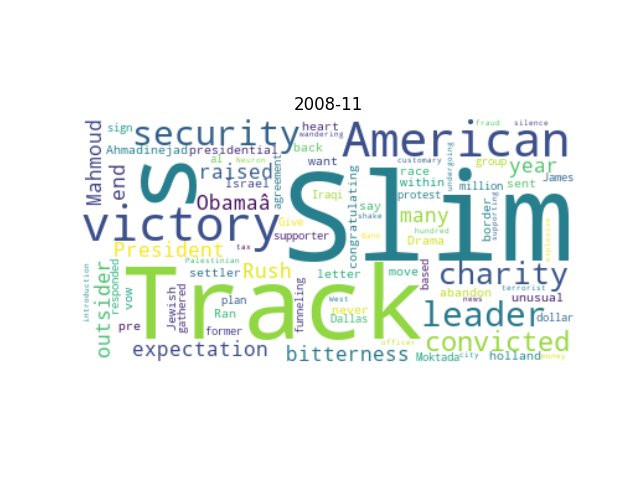 2008-11
Mahmoud
sign
security
heart
wandering
American
fraud
silence
Ahmadinejad
presidential
al
Neuron
back
customary
undergoing
group
year
end
s
raised
Israel
agreement
want
race
within
million
sent
James
Obamaâ
Iraqi
congratulating
protest
Slim
border
supporting
victory
Give
say
shake
many
hundred
explosive
President
supporter
tax
Bank
Drama
introduction
outsider
responded
settler
Palestinian
Rush
letter
move
based
charity
terrorist
vow
Track
Jewish
gathered
plan
Ran
funneling
West
never
Dallas
abandon
news
unusual
pre
former
leader
dollar
expectation
officer
convicted
bitterness
Moktada
city
holland
money